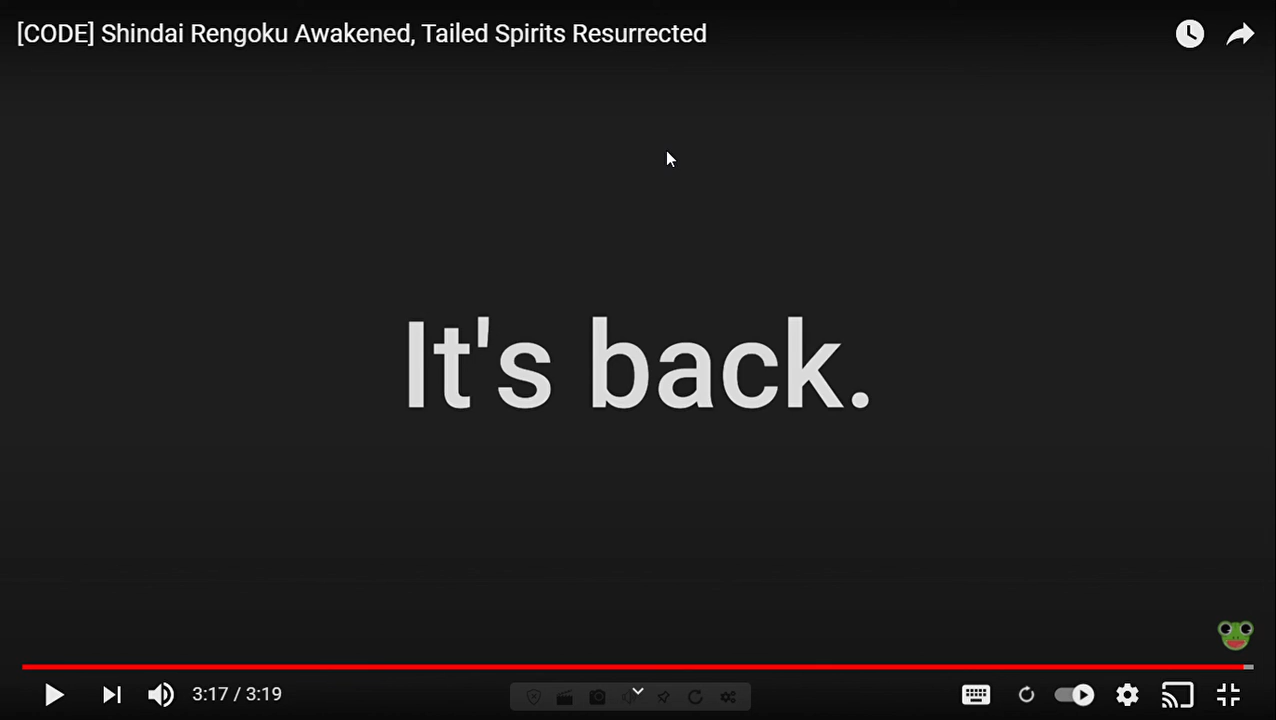 [CODE] Shindai Rengoku Awakened, Tailed Spirits Resurrected
It's back.
3:17 / 3:19